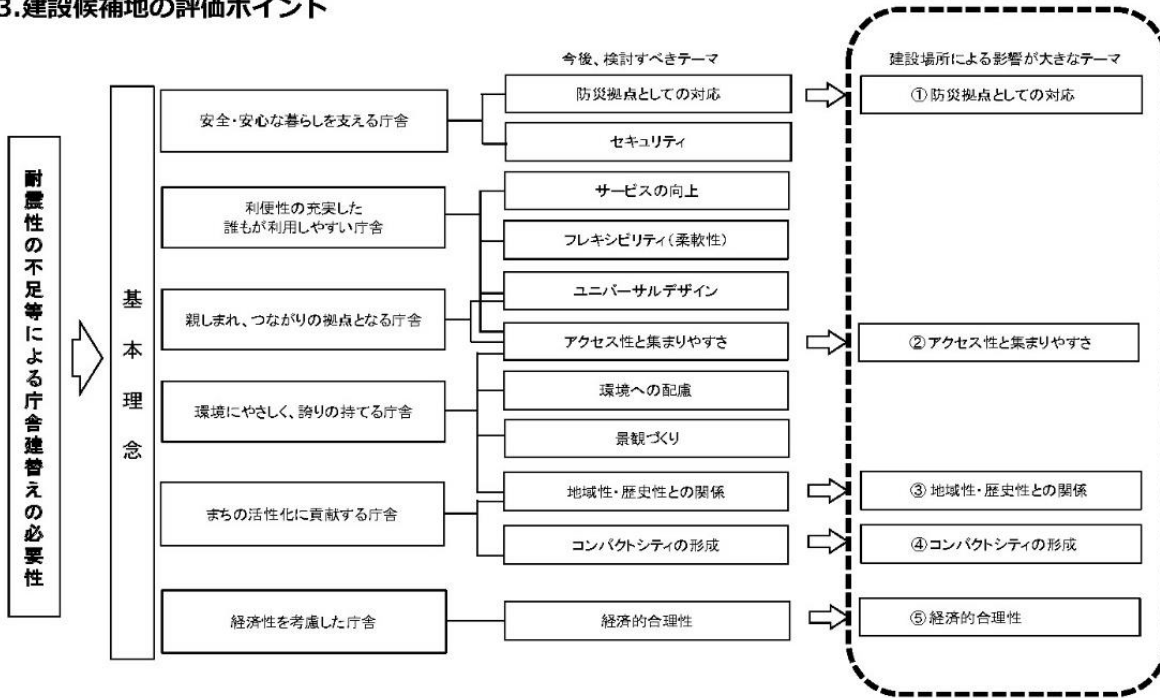 3.建設候補地の評価ポイント
今後、検討すべきテーマ
建設場所による影響が大きなテーマ
耐震性の不足等による庁舎建替えの必要性
基本理念
安全・安心な暮らしを支える庁舎
利便性の充実した
誰もが利用しやすい庁舎
親しまれ、つながりの拠点となる庁舎
環境にやさしく、誇りの持てる庁舎
まちの活性化に貢献する庁舎
経済性を考慮した庁舎
防災拠点としての対応
セキュリティ
サービスの向上
フレキシビリティ(柔軟性)
ユニバーサルデザイン
アクセス性と集まりやすさ
環境への配慮
景観づくり
地域性・歴史性との関係
コンパクトシティの形成
経済的合理性
①防災拠点としての対応
②アクセス性と集まりやすさ
③地域性・歴史性との関係
④コンパクトシティの形成
⑤経済的合理性